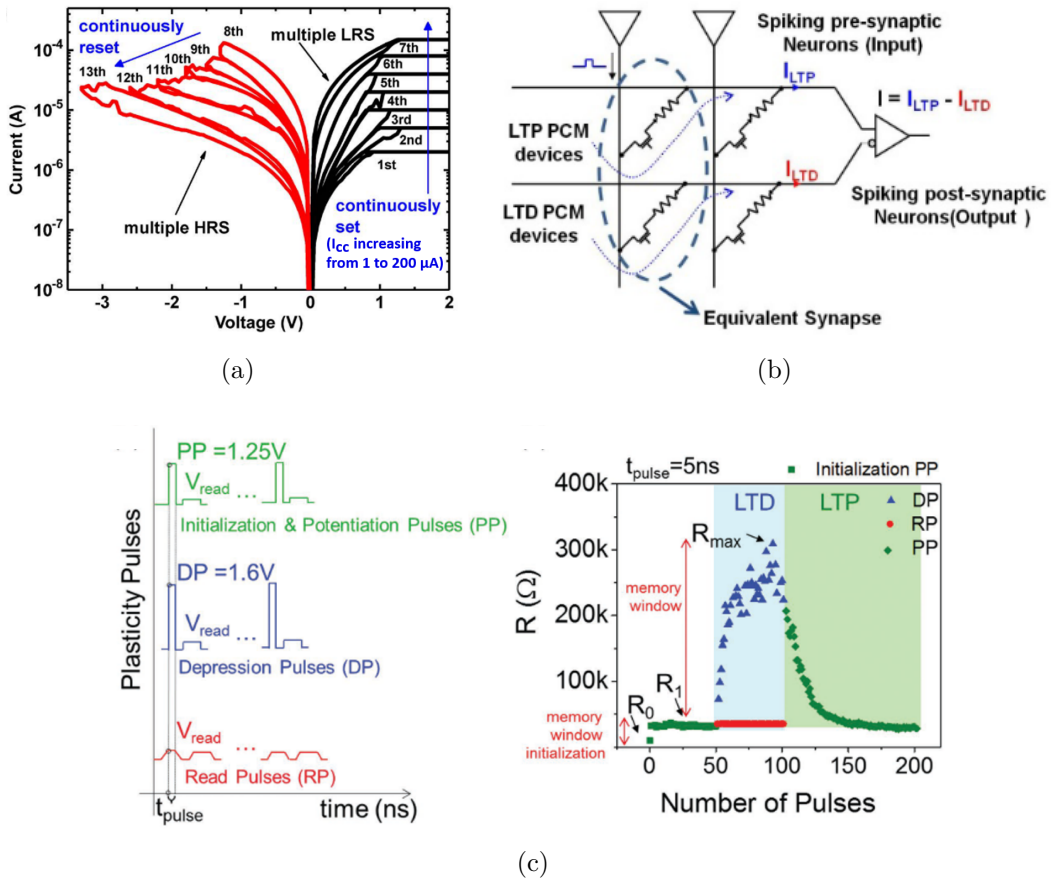 continuously
reset
8th
9th
10th
11th
12th
13th
multiple LRS
7th
6th
5th
4th
3rd
2nd
1st
multiple HRS
continuously
set
(I_CC increasing
from 1 to 200 µA)
Current (A)
10⁻⁴
10⁻⁵
10⁻⁶
10⁻⁷
10⁻⁸
-3 -2 -1 0 1 2
Voltage (V)
(a)
Spiking pre-synaptic
Neurons (Input)
I_LTP
I = I_LTP - I_LTD
LTP PCM
devices
I_LTD
LTD PCM
devices
Spiking post-synaptic
Neurons(Output )
Equivalent Synapse
(b)
Plasticity Pulses
PP =1.25V
V_read ...
Initialization & Potentiation Pulses (PP)
DP =1.6V
V_read ...
Depression Pulses (DP)
V_read ...
Read Pulses (RP)
t_pulse
time (ns)
t_pulse=5ns
Initialization PP
DP
RP
PP
LTD
LTP
R_max
memory
window
R_0
R_1
memory
window
initialization
R (Ω)
400k
300k
200k
100k
0
0 50 100 150 200
Number of Pulses
(c)